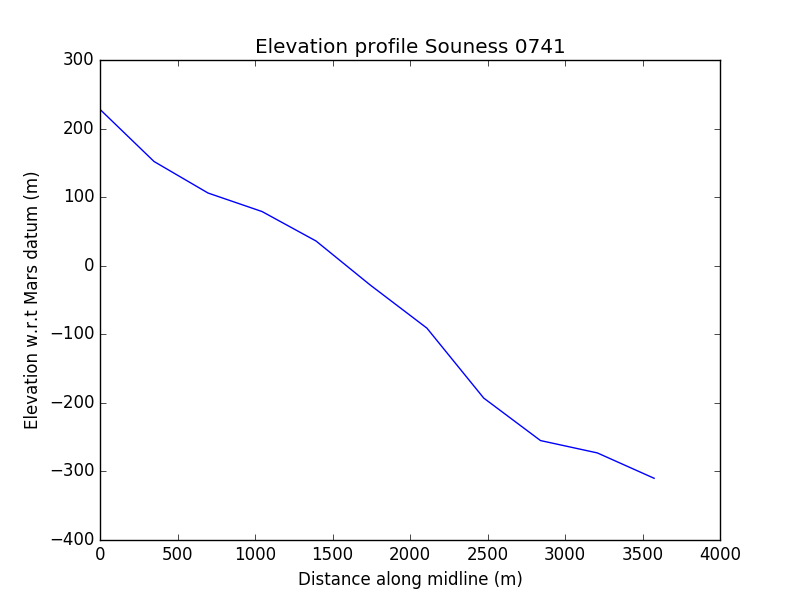 Elevation profile Souness 0741
300
200
100
0
−100
−200
−300
−400
Elevation w.r.t Mars datum (m)
0 500 1000 1500 2000 2500 3000 3500 4000
Distance along midline (m)